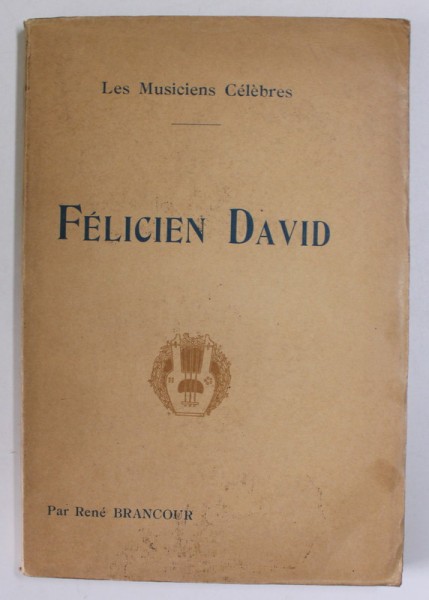 Les Musiciens Célèbres
FÉLICIEN DAVID
Par René BRANCOUR